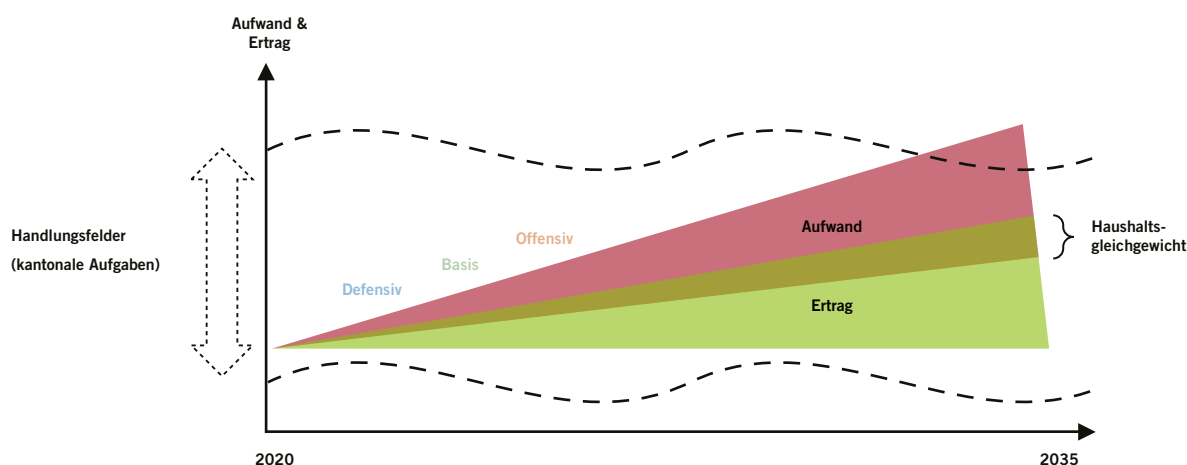 Aufwand &
Ertrag
Handlungsfelder
(kantonale Aufgaben)
Offensiv
Basis
Defensiv
Aufwand
Ertrag
Haushalts-
gleichgewicht
2020
2035